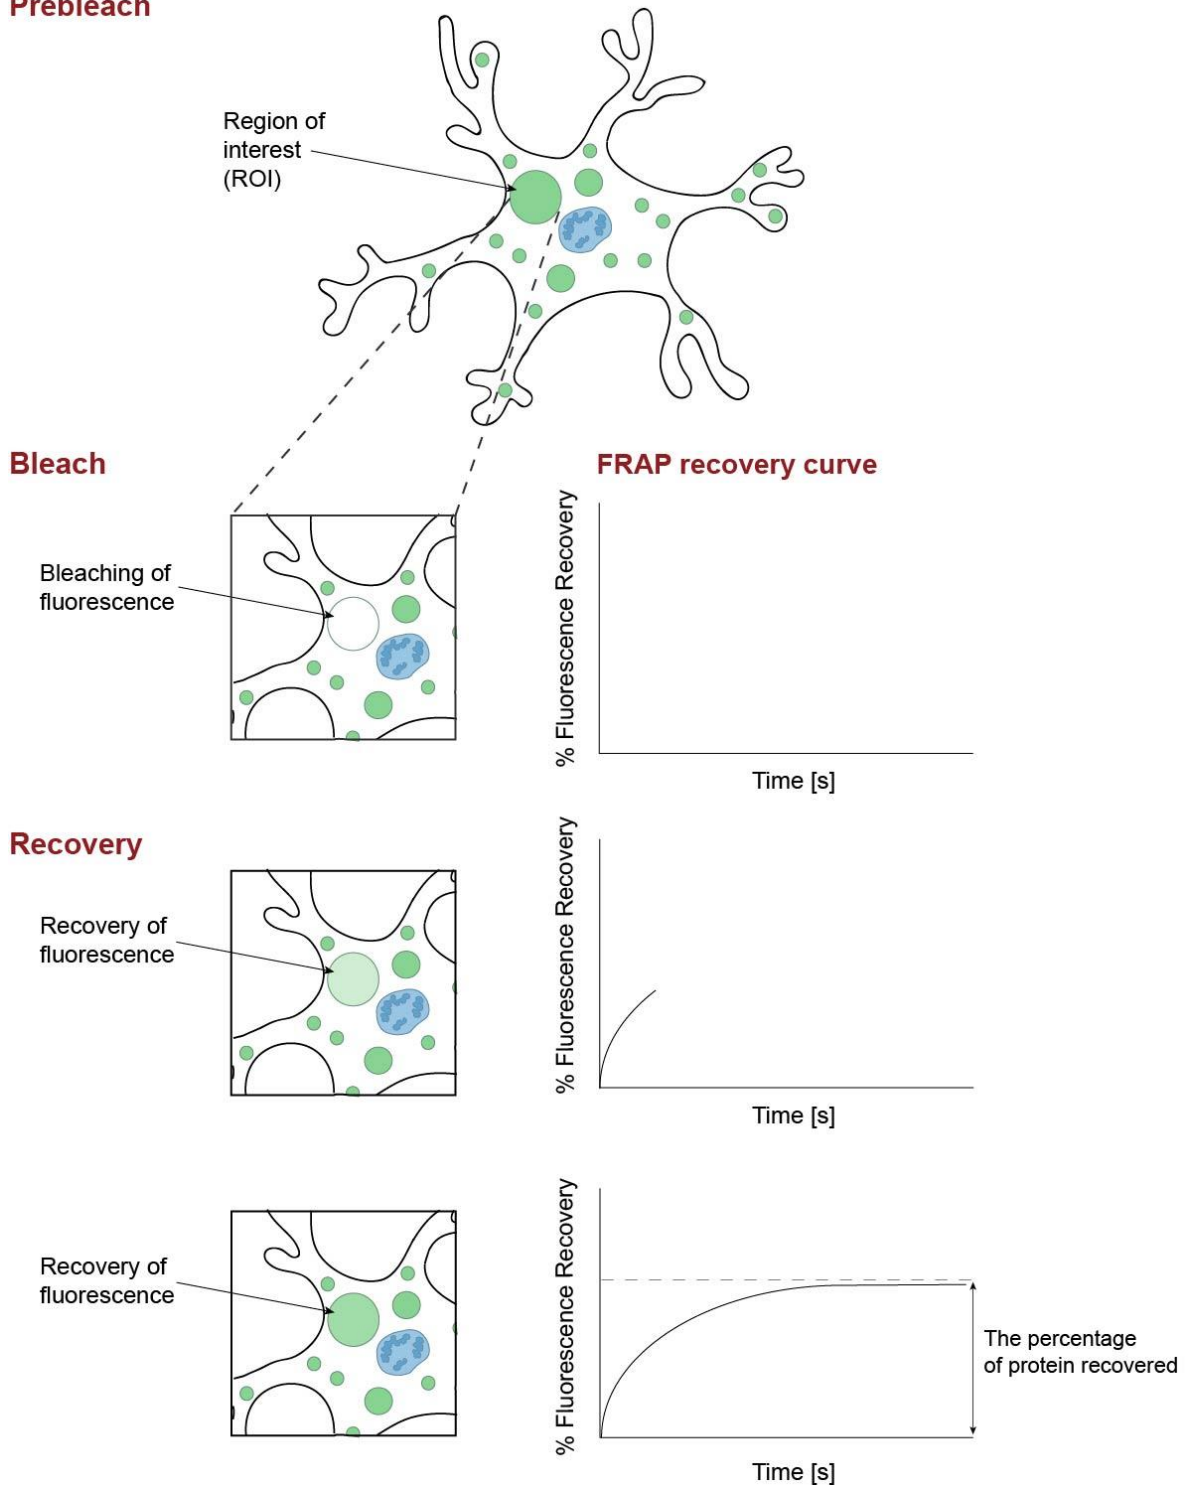 Prebleach
Region of
interest
(ROI)
Bleach
FRAP recovery curve
Bleaching of
fluorescence
% Fluorescence Recovery
Time [s]
Recovery
Recovery of
fluorescence
% Fluorescence Recovery
Time [s]
Recovery of
fluorescence
% Fluorescence Recovery
The percentage
of protein recovered
Time [s]